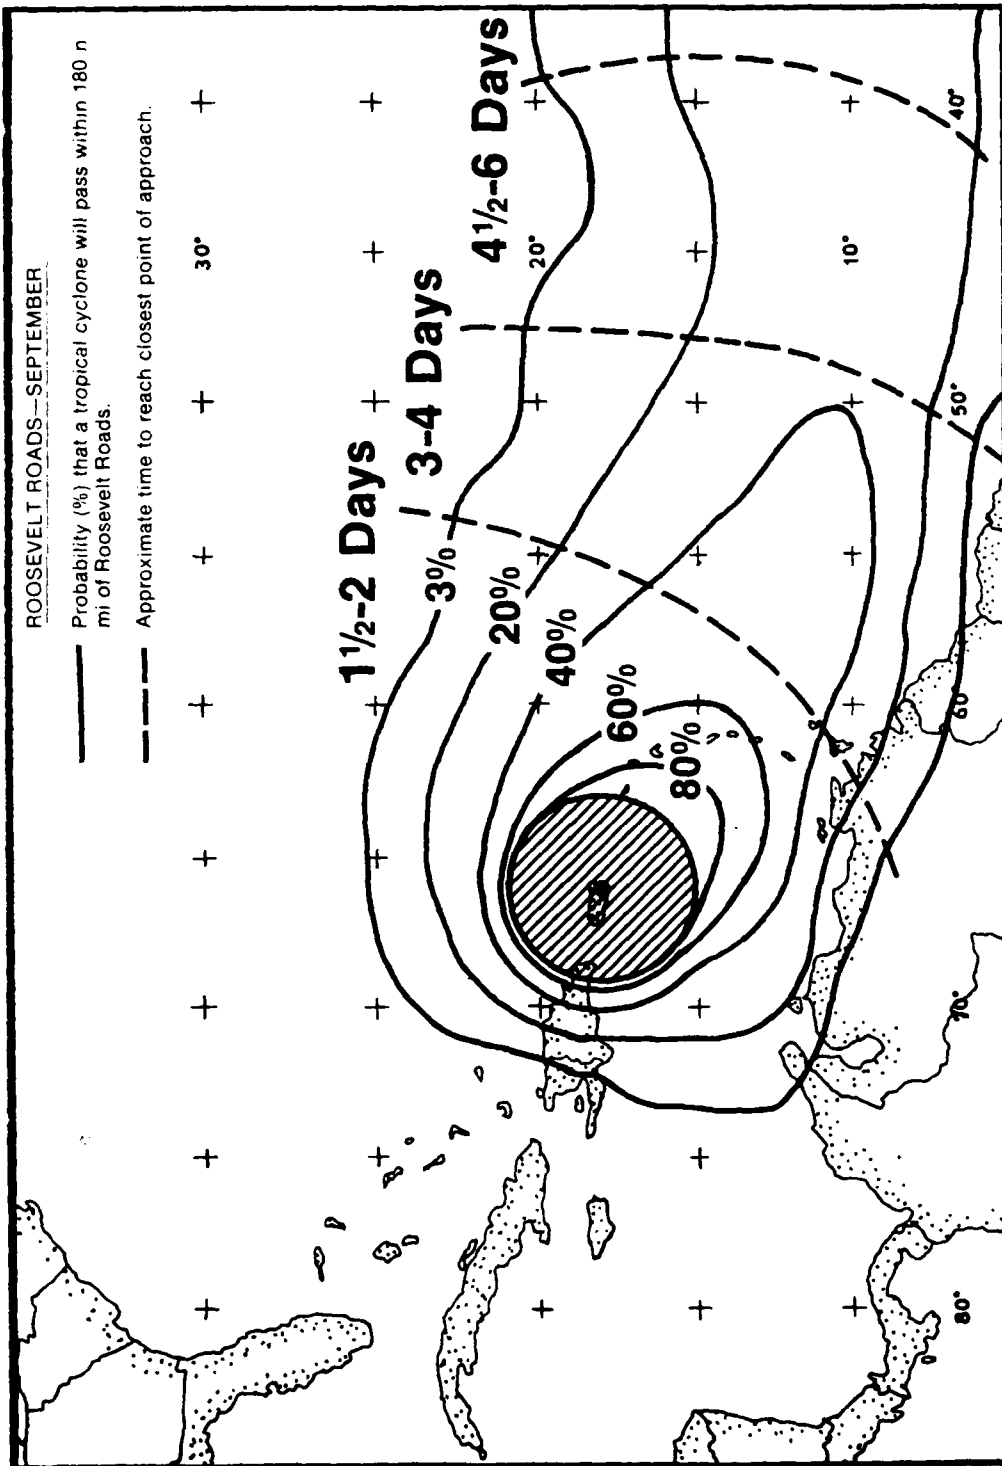 ROOSEVELT ROADS—SEPTEMBER
Probability (%) that a tropical cyclone will pass within 180 n
mi of Roosevelt Roads.
Approximate time to reach closest point of approach.
30°
1½-2 Days
3-4 Days
4½-6 Days
3%
20%
40%
60%
80%
20°
10°
80°
70°
60
50°
40°